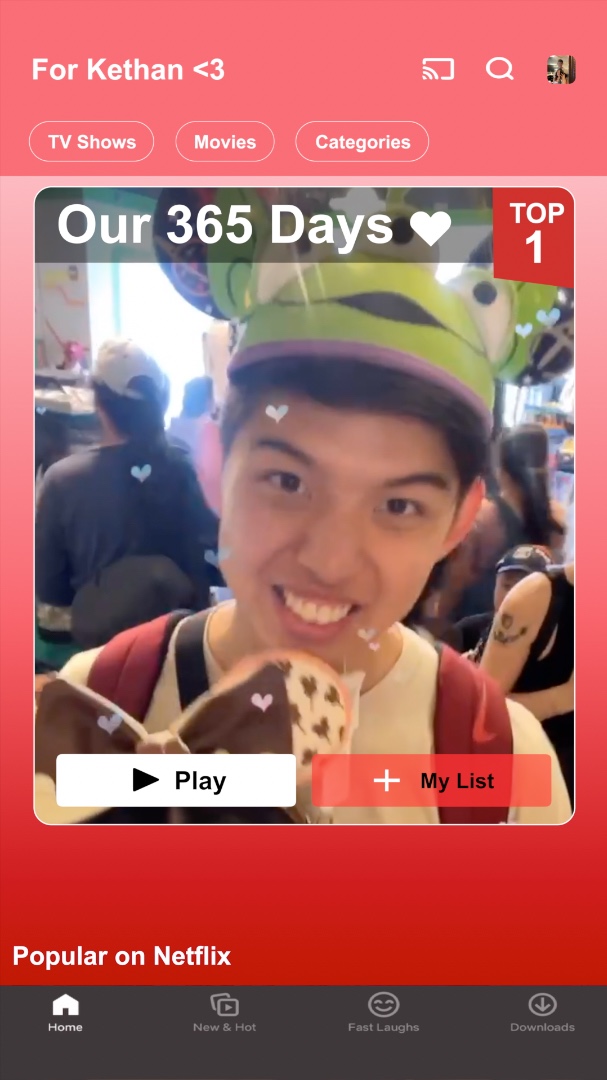 For Kethan <3
TV Shows
Movies
Categories
Our 365 Days
TOP
1
Play
My List
Popular on Netflix
Home
New & Hot
Fast Laughs
Downloads